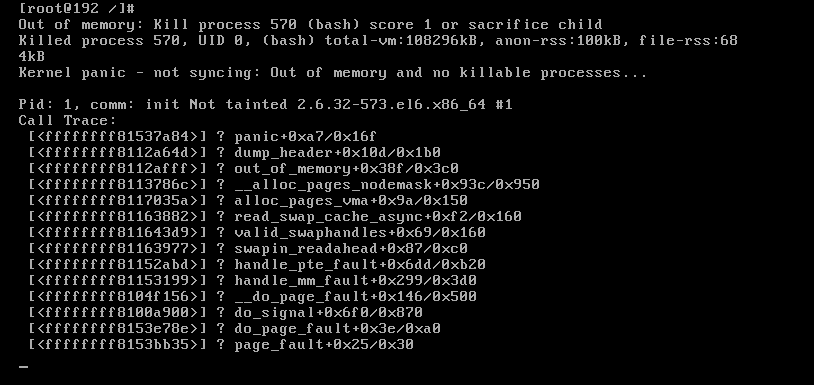 [root@192 /]#
Out of memory: Kill process 570 (bash) score 1 or sacrifice child
Killed process 570, UID 0, (bash) total-vm:108296kB, anon-rss:100kB, file-rss:68
4kB
Kernel panic - not syncing: Out of memory and no killable processes...

Pid: 1, comm: init Not tainted 2.6.32-573.el6.x86_64 #1
Call Trace:
 [<ffffffff81537a84>] ? panic+0xa7/0x16f
 [<ffffffff8112a64d>] ? dump_header+0x10d/0x1b0
 [<ffffffff8112afff>] ? out_of_memory+0x38f/0x3c0
 [<ffffffff8113786c>] ? __alloc_pages_nodemask+0x93c/0x950
 [<ffffffff8117035a>] ? alloc_pages_vma+0x9a/0x150
 [<ffffffff81163882>] ? read_swap_cache_async+0xf2/0x160
 [<ffffffff811643d9>] ? valid_swaphandles+0x69/0x160
 [<ffffffff81163977>] ? swapin_readahead+0x87/0xc0
 [<ffffffff81152abd>] ? handle_pte_fault+0x6dd/0xb20
 [<ffffffff81153199>] ? handle_mm_fault+0x299/0x3d0
 [<ffffffff8104f156>] ? __do_page_fault+0x146/0x500
 [<ffffffff8100a900>] ? do_signal+0x6f0/0x870
 [<ffffffff8153e78e>] ? do_page_fault+0x3e/0xa0
 [<ffffffff8153bb35>] ? page_fault+0x25/0x30